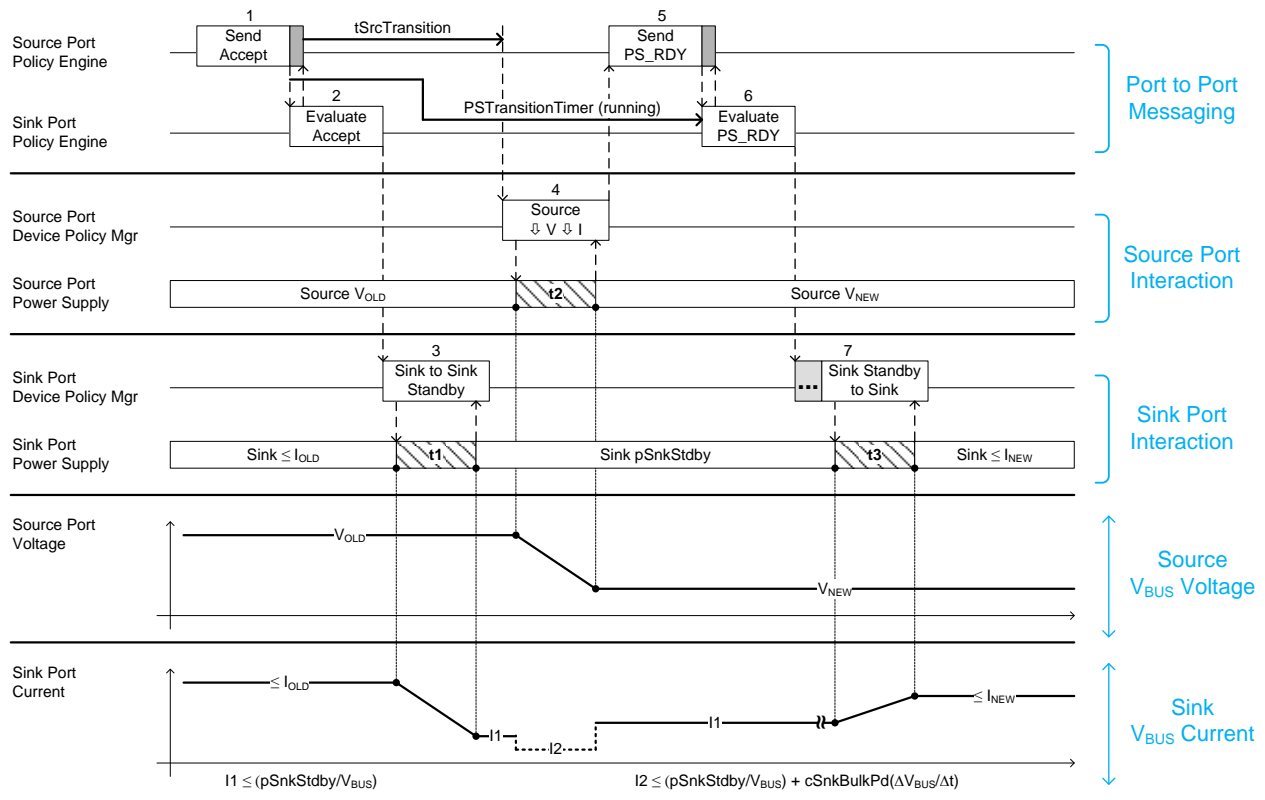 1
Send
Accept
tSrcTransition
5
Send
PS_RDY
Source Port
Policy Engine
2
Evaluate
Accept
PSTransitionTimer (running)
6
Evaluate
PS_RDY
Sink Port
Policy Engine
Port to Port
Messaging
4
Source
⇩ V ⇩ I
Source Port
Device Policy Mgr
Source Port
Power Supply
Source VOLD
t2
Source VNEW
Source Port
Interaction
3
Sink to Sink
Standby
7
...
Sink Standby
to Sink
Sink Port
Device Policy Mgr
Sink Port
Power Supply
Sink ≤ IOLD
t1
Sink pSnkStdby
t3
Sink ≤ INEW
Sink Port
Interaction
Source Port
Voltage
VOLD
VNEW
Source
VBUS Voltage
Sink Port
Current
≤ IOLD
I1
I2
I1
≤ INEW
Sink
VBUS Current
I1 ≤ (pSnkStdby/VBUS)
I2 ≤ (pSnkStdby/VBUS) + cSnkBulkPd(ΔVBUS/Δt)